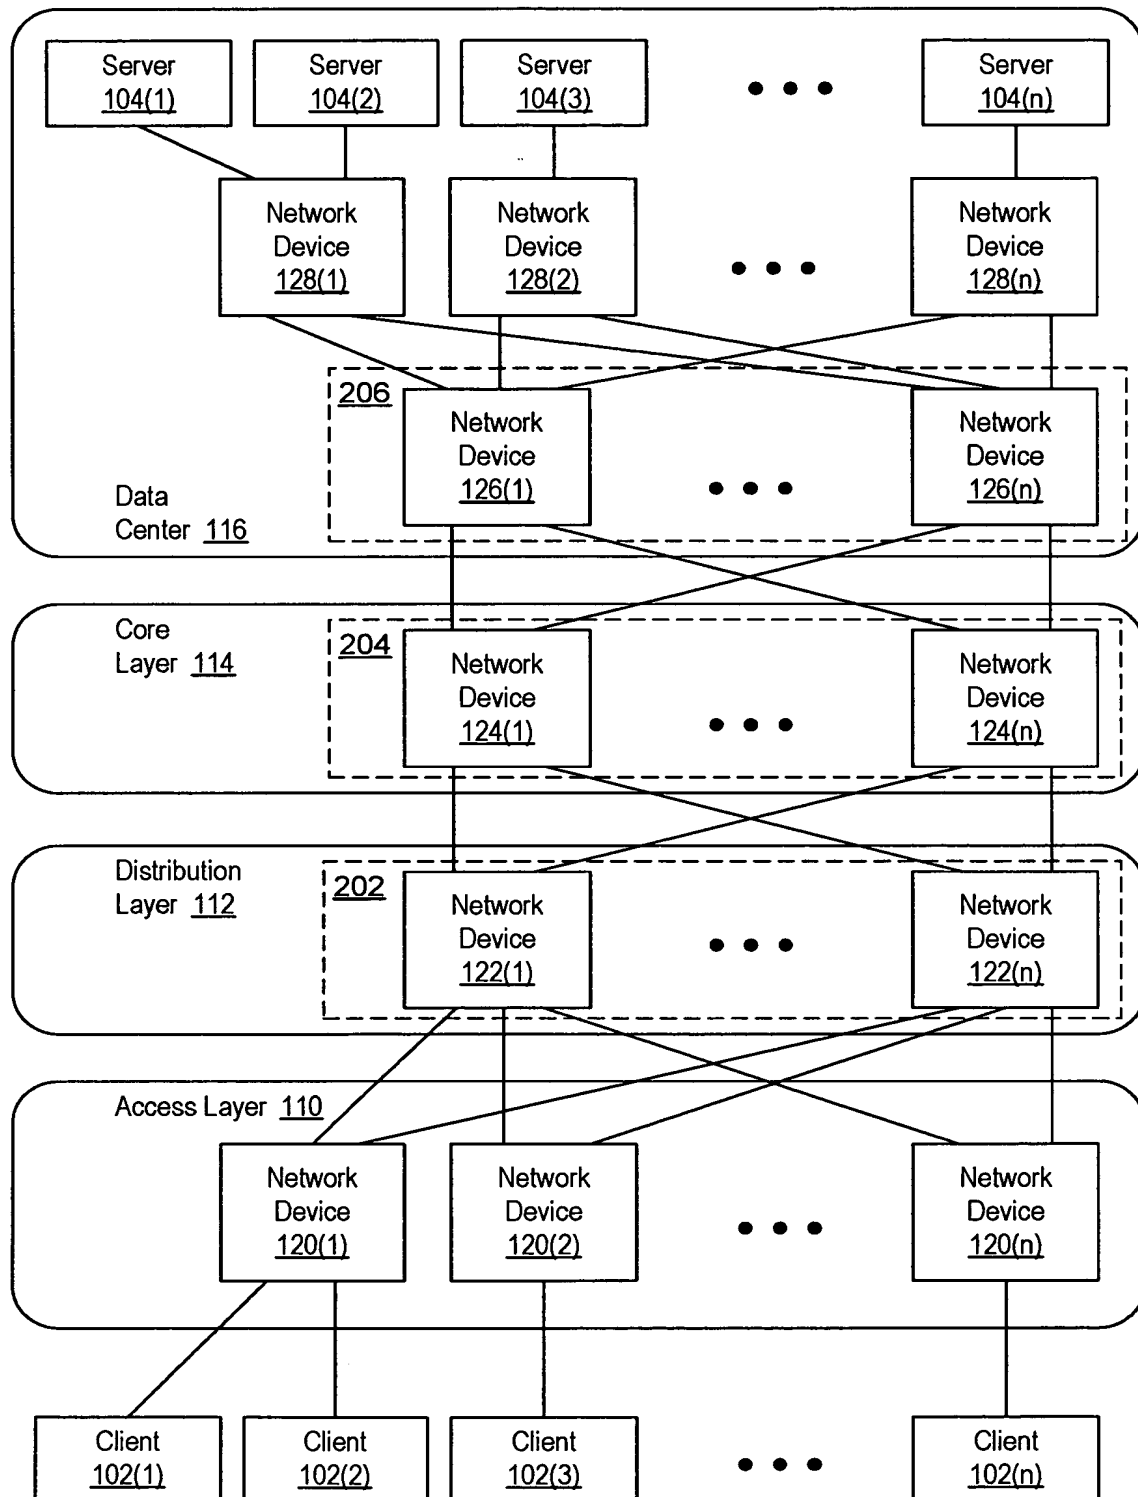 Server
104(1)
Server
104(2)
Server
104(3)
Server
104(n)
Network
Device
128(1)
Network
Device
128(2)
Network
Device
128(n)
206
Network
Device
126(1)
Network
Device
126(n)
Data
Center 116
Core
Layer 114
204
Network
Device
124(1)
Network
Device
124(n)
Distribution
Layer 112
202
Network
Device
122(1)
Network
Device
122(n)
Access Layer 110
Network
Device
120(1)
Network
Device
120(2)
Network
Device
120(n)
Client
102(1)
Client
102(2)
Client
102(3)
Client
102(n)